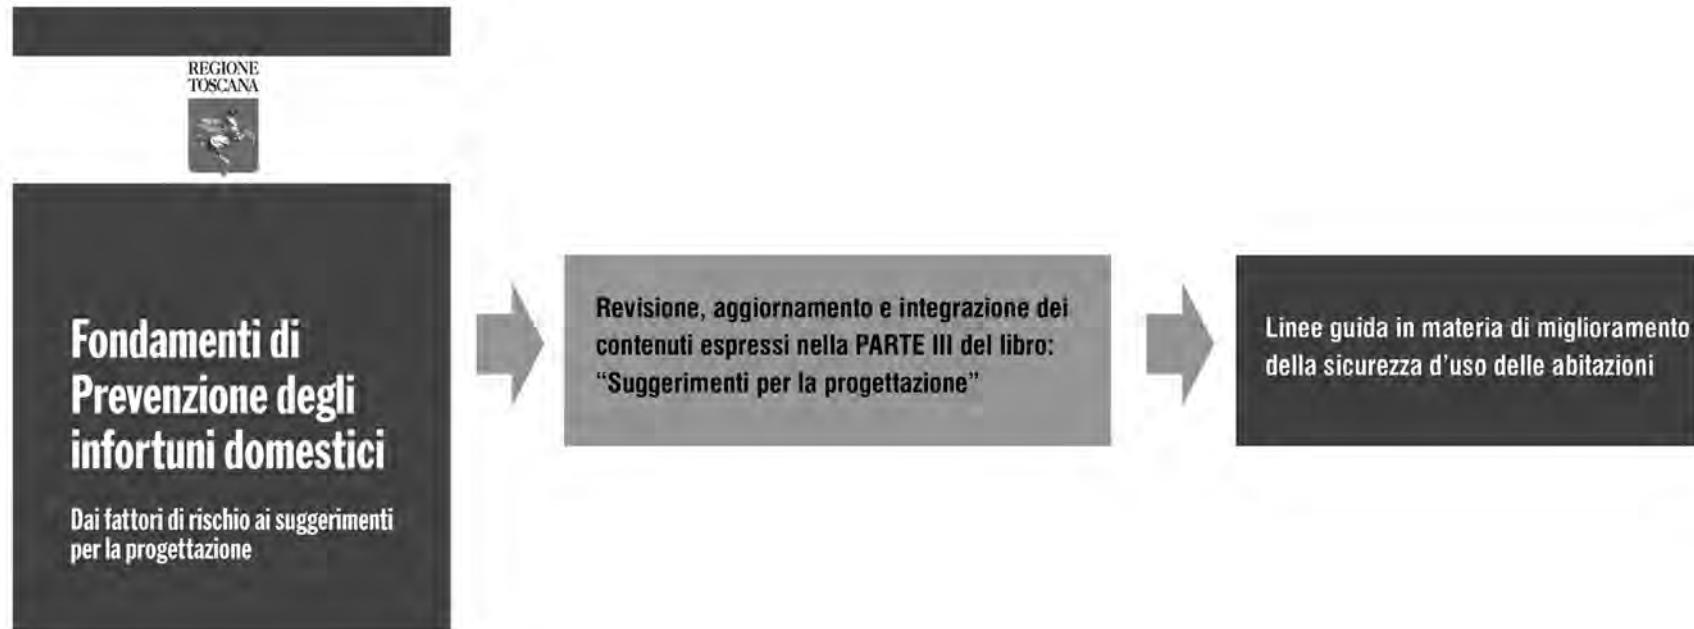 REGIONE
TOSCANA
Fondamenti di
Prevenzione degli
infortuni domestici
Dai fattori di rischio ai suggerimenti
per la progettazione
Revisione, aggiornamento e integrazione dei
contenuti espressi nella PARTE III del libro:
“Suggerimenti per la progettazione”
Linee guida in materia di miglioramento
della sicurezza d’uso delle abitazioni